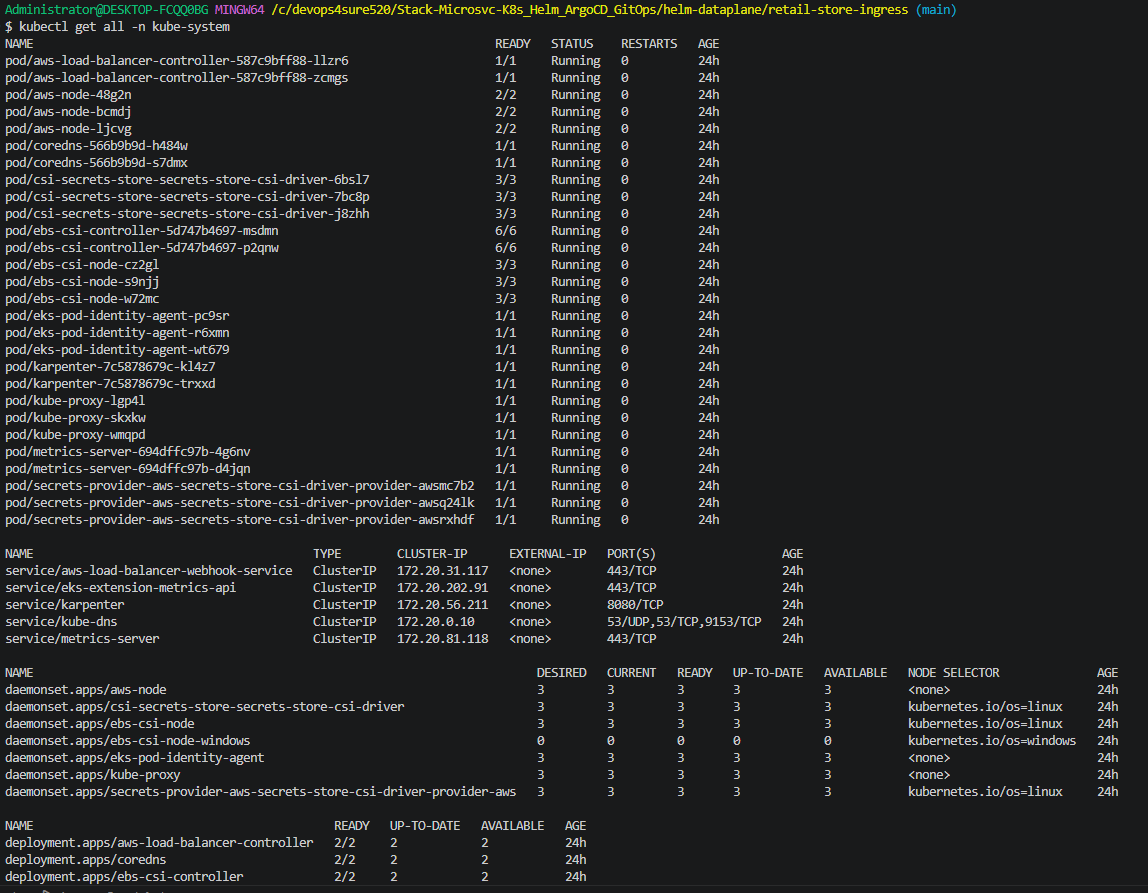 Administrator@DESKTOP-FCQQ0BG MINGW64 /c/devops4sure520/Stack-Microsvc-K8s_Helm_ArgoCD_GitOps/helm-dataplane/retail-store-ingress (main)
$ kubectl get all -n kube-system
NAME READY STATUS RESTARTS AGE
pod/aws-load-balancer-controller-587c9bff88-llzr6 1/1 Running 0 24h
pod/aws-load-balancer-controller-587c9bff88-zcmgs 1/1 Running 0 24h
pod/aws-node-48g2n 2/2 Running 0 24h
pod/aws-node-bcmdj 2/2 Running 0 24h
pod/aws-node-ljcvg 2/2 Running 0 24h
pod/coredns-566b9b9d-h484w 1/1 Running 0 24h
pod/coredns-566b9b9d-s7dmx 1/1 Running 0 24h
pod/csi-secrets-store-secrets-store-csi-driver-6bsl7 3/3 Running 0 24h
pod/csi-secrets-store-secrets-store-csi-driver-7bc8p 3/3 Running 0 24h
pod/csi-secrets-store-secrets-store-csi-driver-j8zhh 3/3 Running 0 24h
pod/ebs-csi-controller-5d747b4697-msdmn 6/6 Running 0 24h
pod/ebs-csi-controller-5d747b4697-p2qnw 6/6 Running 0 24h
pod/ebs-csi-node-cz2gl 3/3 Running 0 24h
pod/ebs-csi-node-s9njj 3/3 Running 0 24h
pod/ebs-csi-node-w72mc 3/3 Running 0 24h
pod/eks-pod-identity-agent-pc9sr 1/1 Running 0 24h
pod/eks-pod-identity-agent-r6xmn 1/1 Running 0 24h
pod/eks-pod-identity-agent-wt679 1/1 Running 0 24h
pod/karpenter-7c5878679c-kl4z7 1/1 Running 0 24h
pod/karpenter-7c5878679c-trxxd 1/1 Running 0 24h
pod/kube-proxy-lgp4l 1/1 Running 0 24h
pod/kube-proxy-skxkw 1/1 Running 0 24h
pod/kube-proxy-wmqpd 1/1 Running 0 24h
pod/metrics-server-694dffc97b-4g6nv 1/1 Running 0 24h
pod/metrics-server-694dffc97b-d4jqn 1/1 Running 0 24h
pod/secrets-provider-aws-secrets-store-csi-driver-provider-awsmc7b2 1/1 Running 0 24h
pod/secrets-provider-aws-secrets-store-csi-driver-provider-awsq24lk 1/1 Running 0 24h
pod/secrets-provider-aws-secrets-store-csi-driver-provider-awsrxhdf 1/1 Running 0 24h
NAME TYPE CLUSTER-IP EXTERNAL-IP PORT(S) AGE
service/aws-load-balancer-webhook-service ClusterIP 172.20.31.117 <none> 443/TCP 24h
service/eks-extension-metrics-api ClusterIP 172.20.202.91 <none> 443/TCP 24h
service/karpenter ClusterIP 172.20.56.211 <none> 8080/TCP 24h
service/kube-dns ClusterIP 172.20.0.10 <none> 53/UDP,53/TCP,9153/TCP 24h
service/metrics-server ClusterIP 172.20.81.118 <none> 443/TCP 24h
NAME DESIRED CURRENT READY UP-TO-DATE AVAILABLE NODE SELECTOR AGE
daemonset.apps/aws-node 3 3 3 3 3 <none> 24h
daemonset.apps/csi-secrets-store-secrets-store-csi-driver 3 3 3 3 3 kubernetes.io/os=linux 24h
daemonset.apps/ebs-csi-node 3 3 3 3 3 kubernetes.io/os=linux 24h
daemonset.apps/ebs-csi-node-windows 0 0 0 0 0 kubernetes.io/os=windows 24h
daemonset.apps/eks-pod-identity-agent 3 3 3 3 3 <none> 24h
daemonset.apps/kube-proxy 3 3 3 3 3 <none> 24h
daemonset.apps/secrets-provider-aws-secrets-store-csi-driver-provider-aws 3 3 3 3 3 kubernetes.io/os=linux 24h
NAME READY UP-TO-DATE AVAILABLE AGE
deployment.apps/aws-load-balancer-controller 2/2 2 2 24h
deployment.apps/coredns 2/2 2 2 24h
deployment.apps/ebs-csi-controller 2/2 2 2 24h